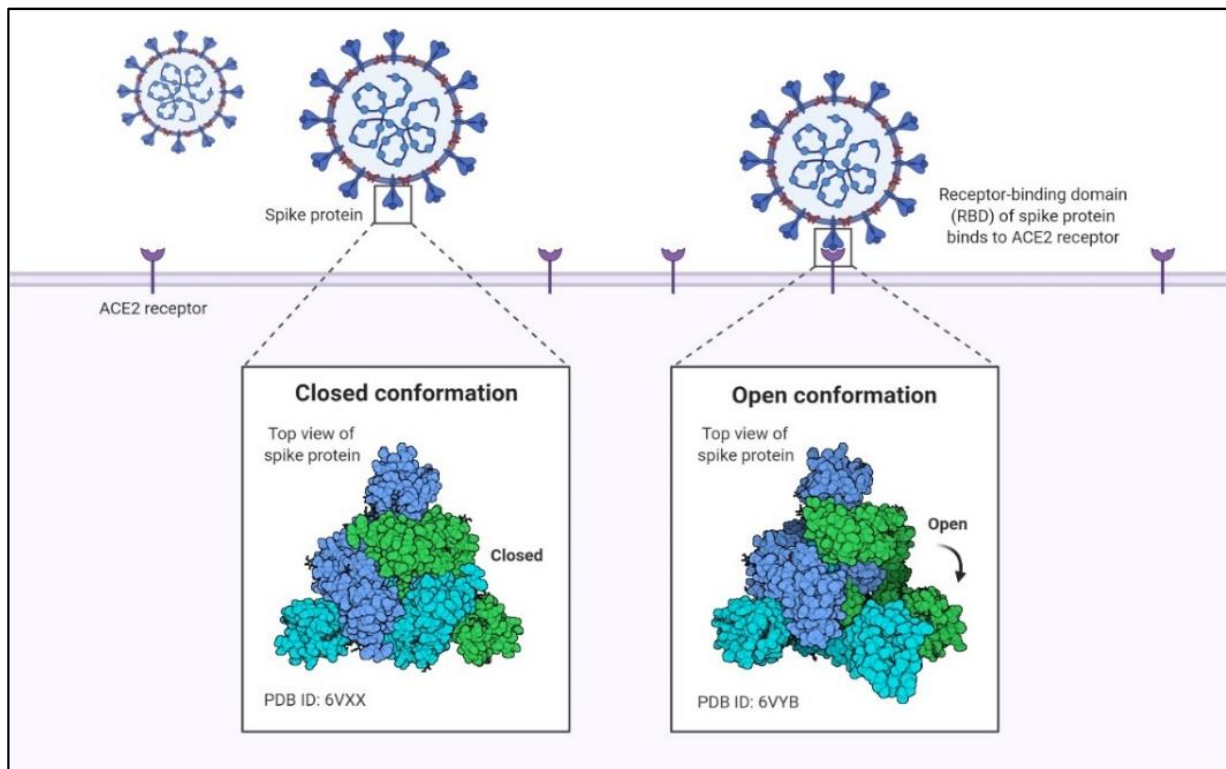 Spike protein
Receptor-binding domain
(RBD) of spike protein
binds to ACE2 receptor
ACE2 receptor
Closed conformation
Top view of
spike protein
Closed
PDB ID: 6VXX
Open conformation
Top view of
spike protein
Open
PDB ID: 6VYB